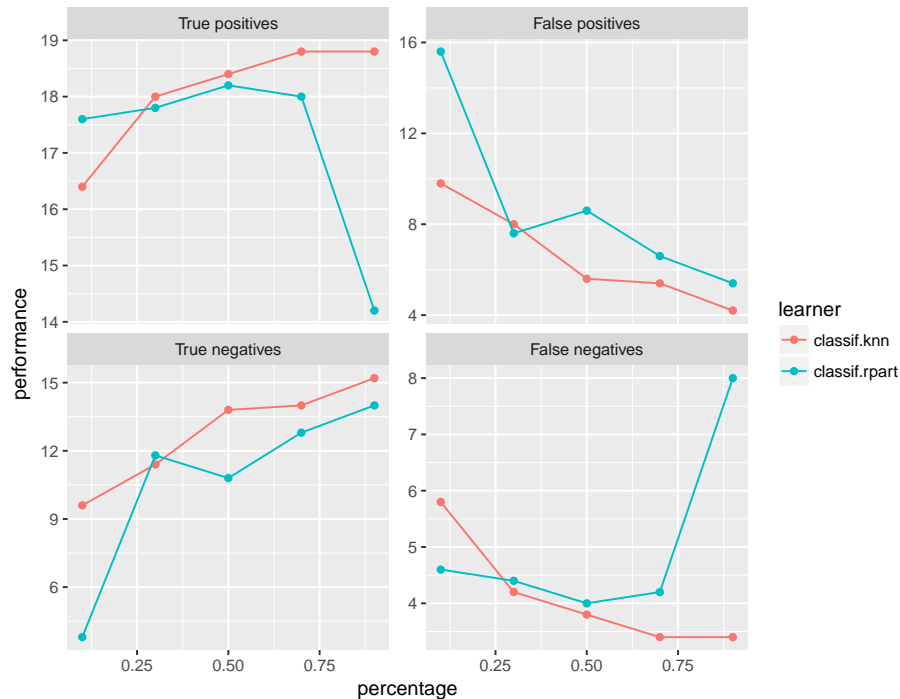 True positives
False positives
19
18
17
16
15
14
16
12
8
4
True negatives
False negatives
15
12
9
6
8
7
6
5
4
0.25
0.50
0.75
0.25
0.50
0.75
performance
percentage
learner
classif.knn
classif.rpart